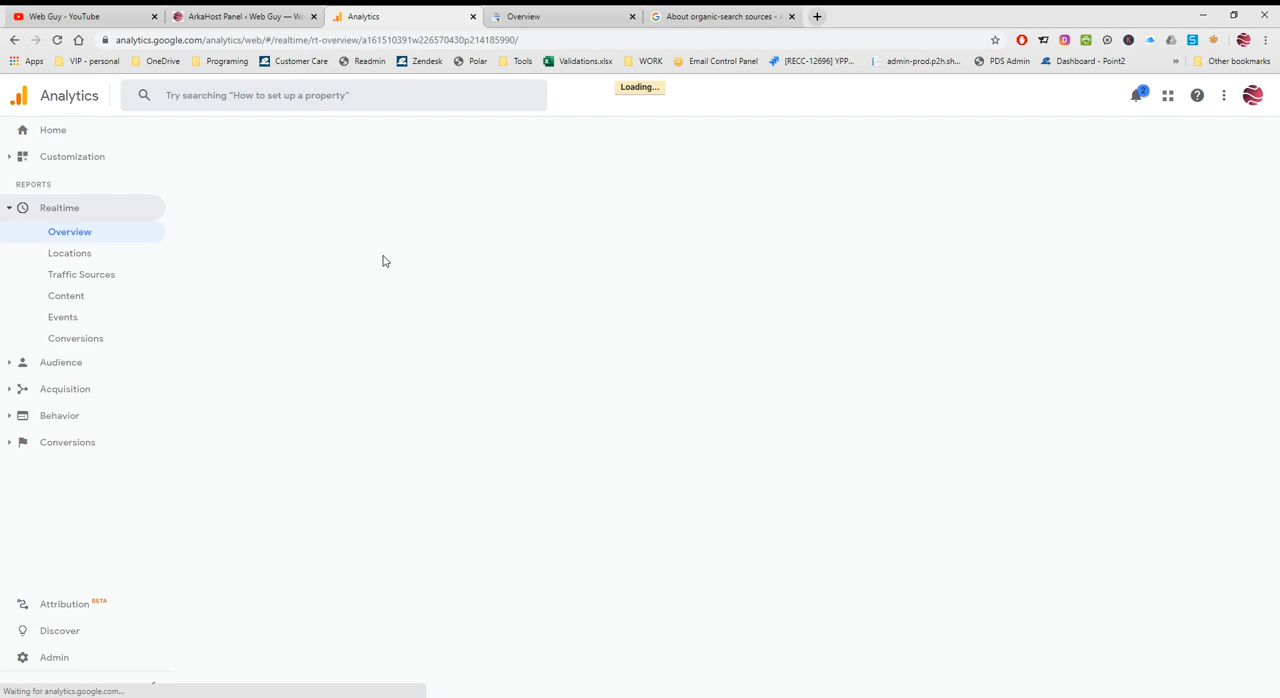 Web Guy - YouTube
ArkaHost Panel ‹ Web Guy — Wo
Analytics
Overview
About organic-search sources - A
analytics.google.com/analytics/web/#/realtime/rt-overview/a161510391w226570430p214185990/
Apps
VIP - personal
OneDrive
Programing
Customer Care
Readmin
Zendesk
Polar
Tools
Validations.xlsx
WORK
Email Control Panel
[RECC-12696] YPP...
admin-prod.p2h.sh...
PDS Admin
Dashboard - Point2
»
Other bookmarks
Analytics
Try searching "How to set up a property"
Loading...
2
Home
Customization
REPORTS
Realtime
Overview
Locations
Traffic Sources
Content
Events
Conversions
Audience
Acquisition
Behavior
Conversions
Attribution BETA
Discover
Admin
Waiting for analytics.google.com...